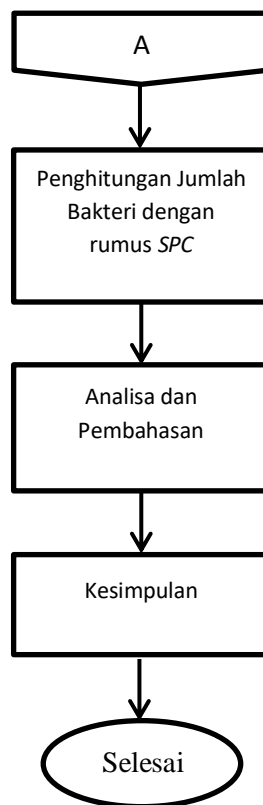 A
Penghitungan Jumlah
Bakteri dengan
rumus SPC
Analisa dan
Pembahasan
Kesimpulan
Selesai